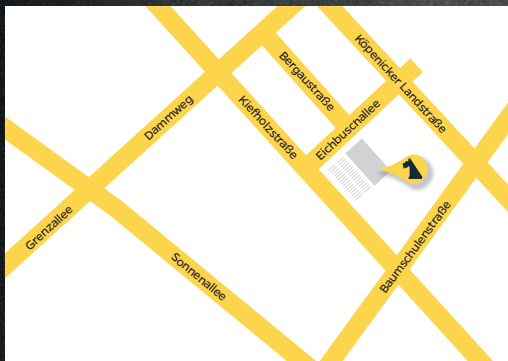 Köpenicker Landstraße
Bergaustraße
Dammweg
Kiefholzstraße
Eichbuschallee
Grenzallee
Sonnenallee
Baumschulenstraße